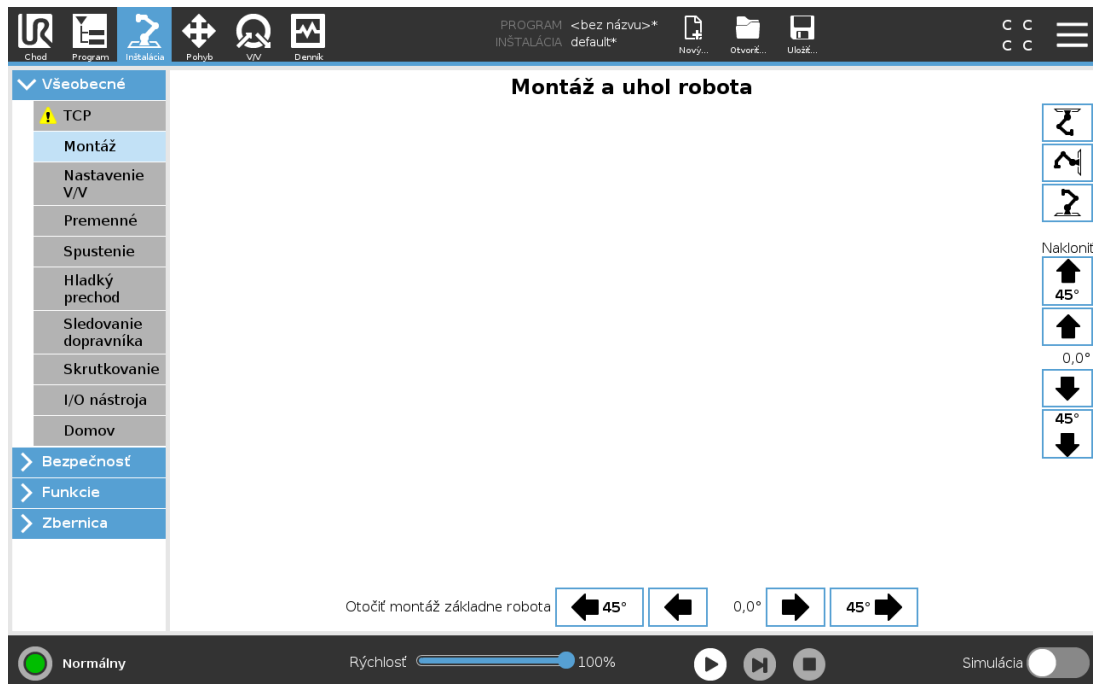 PROGRAM <bez názvu>*
INŠTALÁCIA default*
Chod Program Inštalácia Pohyb V/V Denník Nový... Otvoriť... Uložiť...
C C
C C
Všeobecné
TCP
Montáž
Nastavenie
V/V
Premenné
Spustenie
Hladký
prechod
Sledovanie
dopravníka
Skrutkovanie
I/O nástroja
Domov
Bezpečnosť
Funkcie
Zbernica
Montáž a uhol robota
Nakloniť
45°
0,0°
45°
Otočiť montáž základne robota 45° 0,0° 45°
Normálny Rýchlosť 100% Simulácia